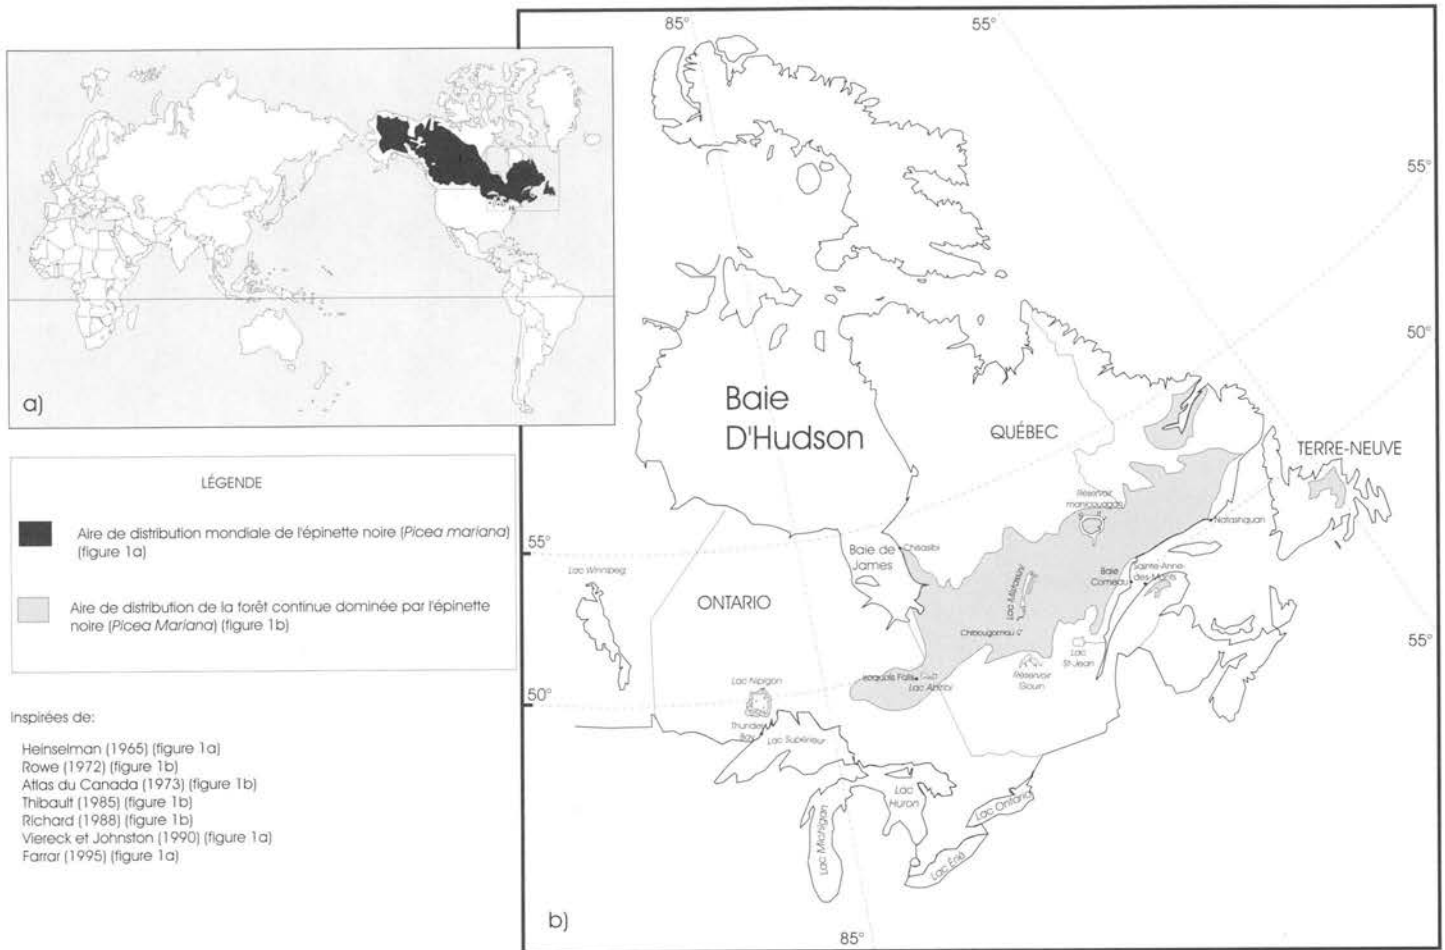 a)
LÉGENDE
Aire de distribution mondiale de l'épinette noire (Picea mariana)
(figure 1a)
Aire de distribution de la forêt continue dominée par l'épinette
noire (Picea Mariana) (figure 1b)
Inspirées de:
Heinselman (1965) (figure 1a)
Rowe (1972) (figure 1b)
Atlas du Canada (1973) (figure 1b)
Thibault (1985) (figure 1b)
Richard (1988) (figure 1b)
Viereck et Johnston (1990) (figure 1a)
Farrar (1995) (figure 1a)
85°
55°
55°
50°
Baie
D'Hudson
QUÉBEC
TERRE-NEUVE
Réservoir
manicouagan
Natashquan
55°
Baie de
James
Chisasibi
Lac Winnipeg
Baie
Comeau
Sainte-Anne-
des-Monts
Lac Mistassini
ONTARIO
Chibougamau
Lac
St-Jean
55°
Réservoir
Gouin
Iroquois Falls
Lac Abitibi
Lac Nipigon
50°
Thunder
Bay
Lac Supérieur
Lac
Huron
Lac Ontario
Lac Michigan
Lac Érié
b)
85°